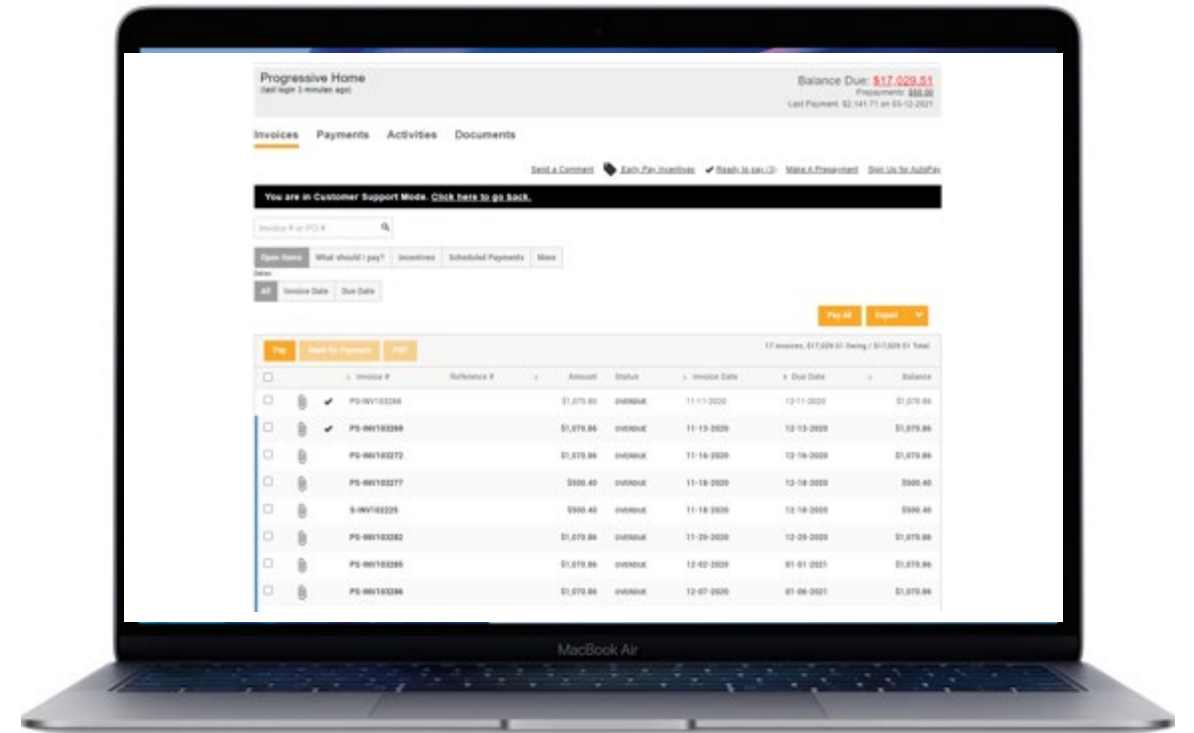 Progressive Home
(last login 3 minutes ago)
Balance Due: $17,029.51
Prepayments:
Last Payment: $2,141.71 on 03-12-2021
Invoices Payments Activities Documents
Send a Comment Early Pay Incentives Ready to pay (2) Make A Prepayment Sign Up for AutoPay
You are in Customer Support Mode. Click here to go back.
Invoice # or PO #
Open Items What should I pay? Incentives Scheduled Payments More
Dates
All Invoice Date Due Date
Pay All Export
Pay Mark for Payment PDF
17 invoices, $17,029.51 Owing / $17,029.51 Total
Invoice # Reference # Amount Status Invoice Date Due Date Balance
PS-INV103266 $1,070.86 OVERDUE 11-11-2020 12-11-2020 $1,070.86
PS-INV103269 $1,070.86 OVERDUE 11-13-2020 12-13-2020 $1,070.86
PS-INV103272 $1,070.86 OVERDUE 11-16-2020 12-16-2020 $1,070.86
PS-INV103277 $500.40 OVERDUE 11-18-2020 12-18-2020 $500.40
S-INV102225 $500.40 OVERDUE 11-18-2020 12-18-2020 $500.40
PS-INV103282 $1,070.86 OVERDUE 11-25-2020 12-25-2020 $1,070.86
PS-INV103285 $1,070.86 OVERDUE 12-02-2020 01-01-2021 $1,070.86
PS-INV103286 $1,070.86 OVERDUE 12-07-2020 01-06-2021 $1,070.86
MacBook Air